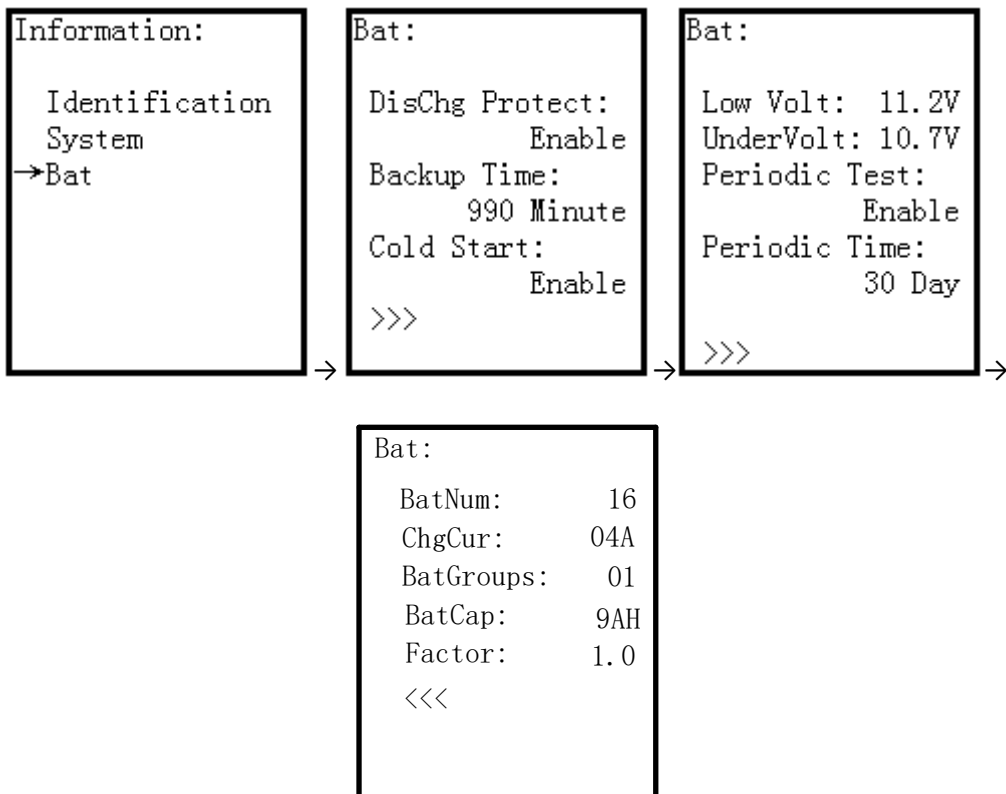 Information:
Identification
System
→Bat
→
Bat:
DisChg Protect:
Enable
Backup Time:
990 Minute
Cold Start:
Enable
>>>
→
Bat:
Low Volt: 11.2V
UnderVolt: 10.7V
Periodic Test:
Enable
Periodic Time:
30 Day
>>>
→
Bat:
BatNum: 16
ChgCur: 04A
BatGroups: 01
BatCap: 9AH
Factor: 1.0
<<<